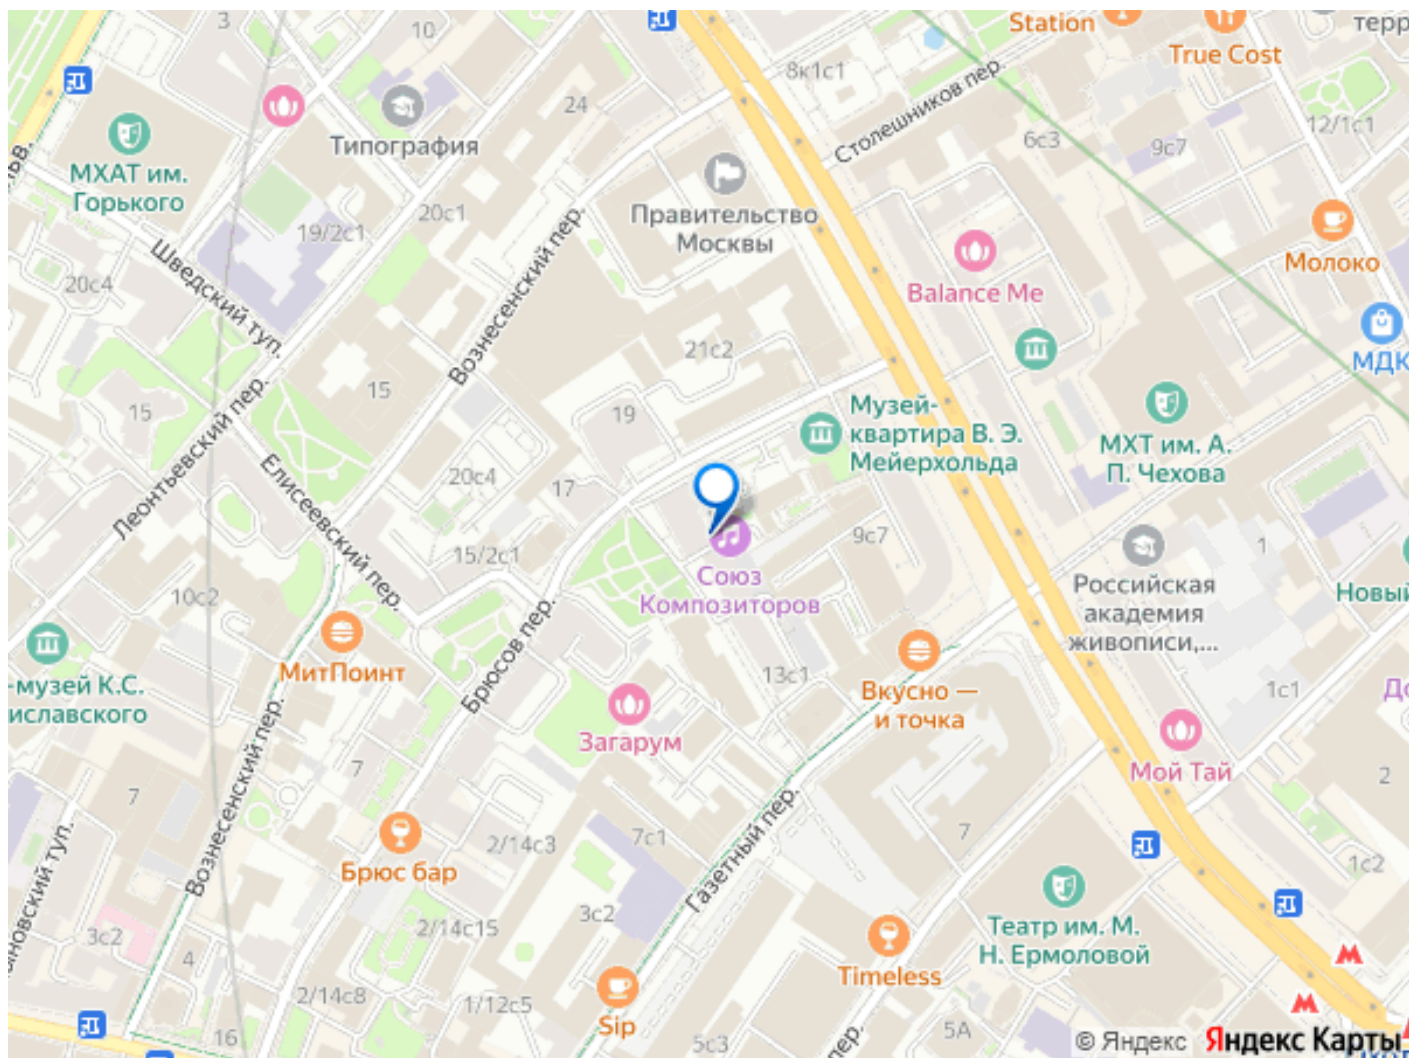 3
10
Station
терр
True Cost
8к1с1
24
Столешников пер.
12/1с1
6с3
9с7
Типография
МХАТ им.
Горького
20с1
19/2с1
Правительство
Москвы
Вознесенский пер.
Молоко
Шведский туп.
20с4
Balance Me
МДК
21с2
15
15
19
Музей-
квартира В. Э.
Мейерхольда
МХТ им. А.
П. Чехова
Леонтьевский пер.
Елисеевский пер.
20с4
17
9с7
1
15/2с1
Союз
Композиторов
Российская
академия
живописи,...
Новый
10с2
Брюсов пер.
МитПоинт
13с1
-музей К.С.
иславского
Вкусно —
и точка
1с1
До
Загарум
Мой Тай
Вознесенский пер.
7
7
2
Газетный пер.
7
2/14с3
7с1
Брюс бар
1с2
ановский туп.
3с2
3с2
2/14с15
4
Театр им. М.
Н. Ермоловой
Timeless
2/14с8
1/12с5
Sip
16
5с3
пер.
5А
© Яндекс Яндекс Карты